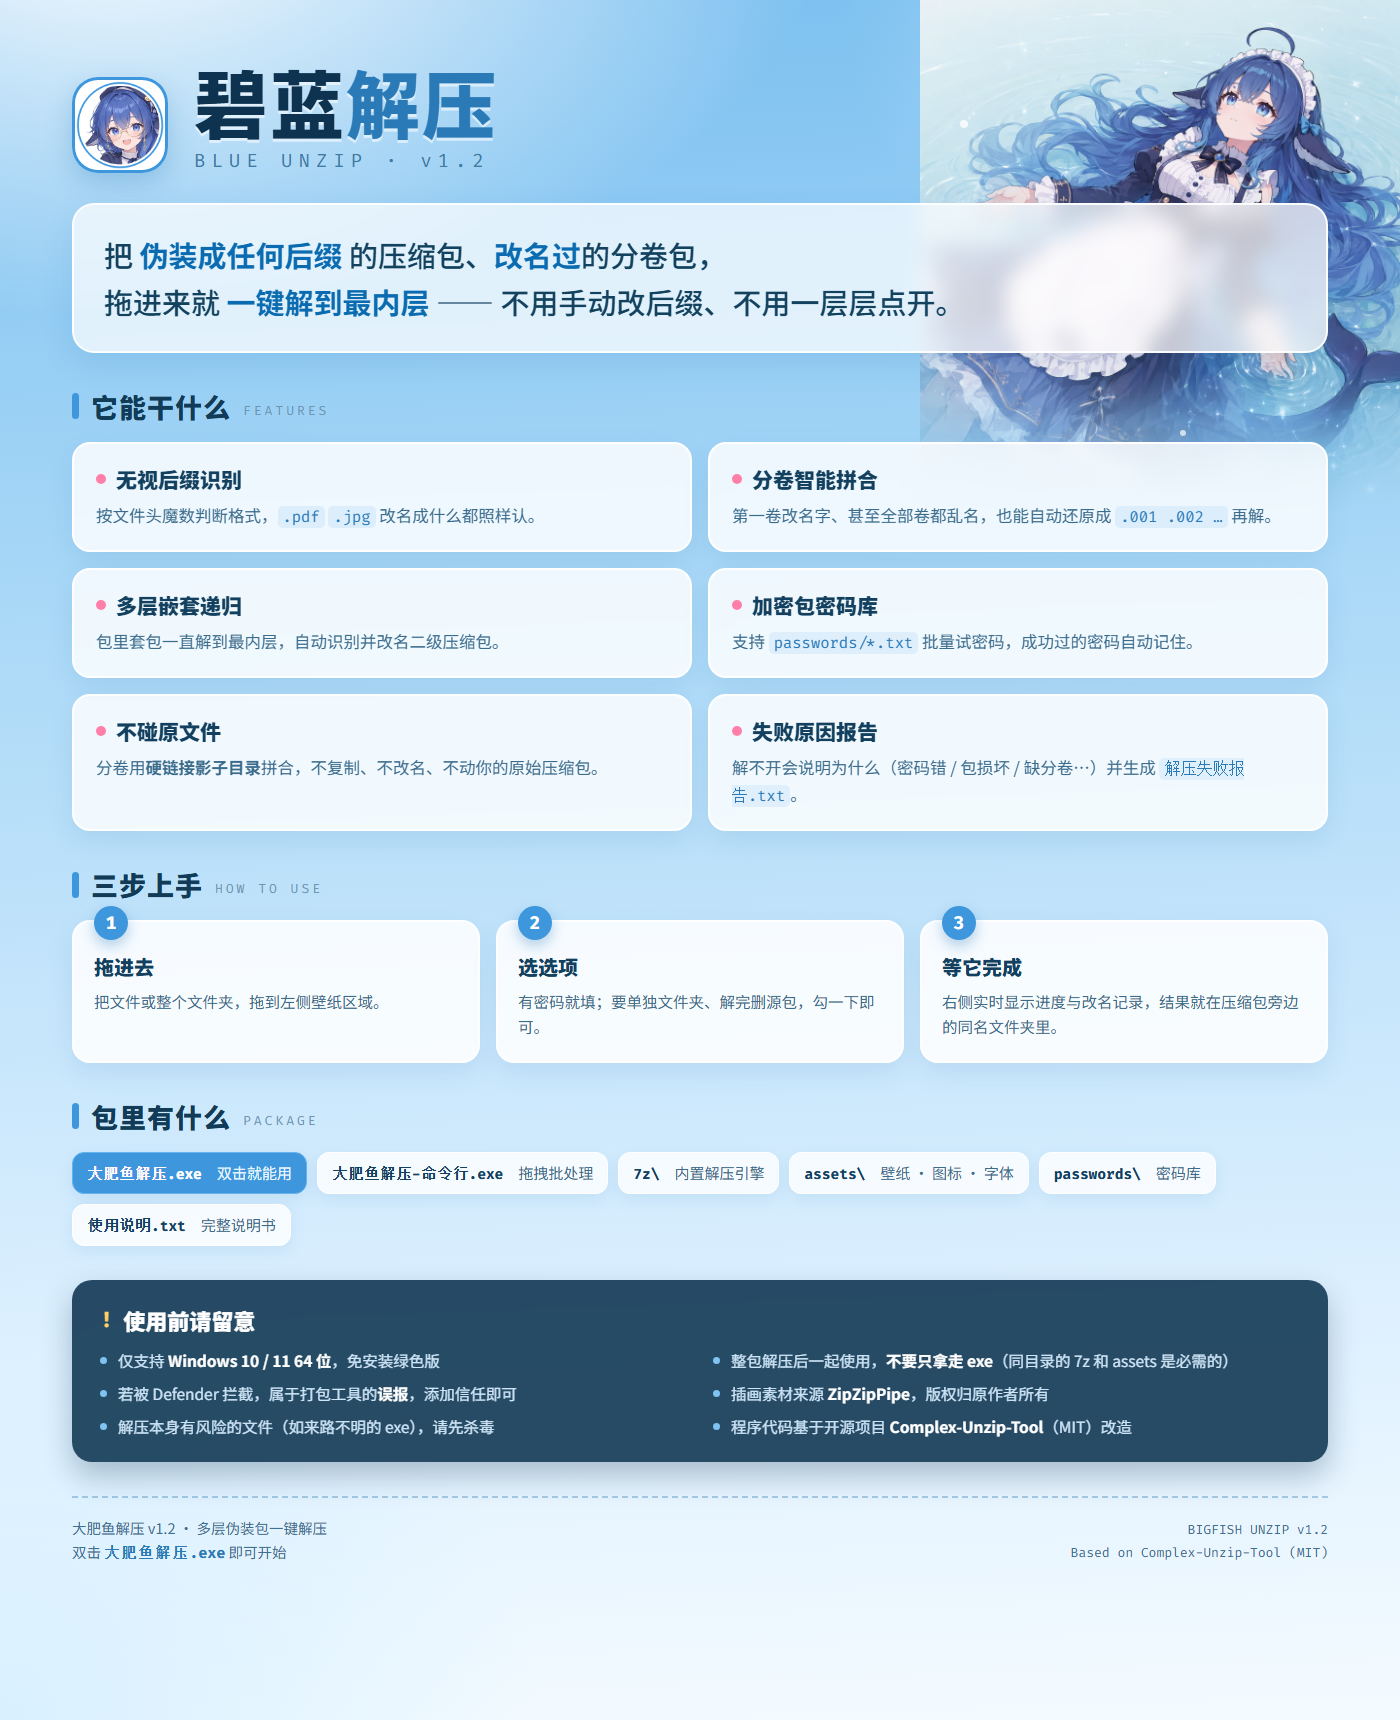 碧蓝解压
BLUE UNZIP · v1.2
把 伪装成任何后缀 的压缩包、改名过的分卷包，
拖进来就 一键解到最内层 —— 不用手动改后缀、不用一层层点开。
它能干什么 FEATURES
无视后缀识别
按文件头魔数判断格式，.pdf .jpg 改名成什么都照样认。
分卷智能拼合
第一卷改名字、甚至全部卷都乱名，也能自动还原成 .001 .002 … 再解。
多层嵌套递归
包里套包一直解到最内层，自动识别并改名二级压缩包。
加密包密码库
支持 passwords/*.txt 批量试密码，成功过的密码自动记住。
不碰原文件
分卷用硬链接影子目录拼合，不复制、不改名、不动你的原始压缩包。
失败原因报告
解不开会说明为什么（密码错 / 包损坏 / 缺分卷…）并生成 解压失败报
告.txt 。
三步上手 HOW TO USE
1
拖进去
把文件或整个文件夹，拖到左侧壁纸区域。
2
选选项
有密码就填；要单独文件夹、解完删源包，勾一下即
可。
3
等它完成
右侧实时显示进度与改名记录，结果就在压缩包旁边
的同名文件夹里。
包里有什么 PACKAGE
大肥鱼解压.exe 双击就能用
大肥鱼解压-命令行.exe 拖拽批处理
7z\ 内置解压引擎
assets\ 壁纸 · 图标 · 字体
passwords\ 密码库
使用说明.txt 完整说明书
! 使用前请留意
仅支持 Windows 10 / 11 64 位，免安装绿色版
整包解压后一起使用，不要只拿走 exe（同目录的 7z 和 assets 是必需的）
若被 Defender 拦截，属于打包工具的误报，添加信任即可
插画素材来源 ZipZipPipe，版权归原作者所有
解压本身有风险的文件（如来路不明的 exe），请先杀毒
程序代码基于开源项目 Complex-Unzip-Tool（MIT）改造
大肥鱼解压 v1.2 · 多层伪装包一键解压
双击 大肥鱼解压.exe 即可开始
BIGFISH UNZIP v1.2
Based on Complex-Unzip-Tool (MIT)